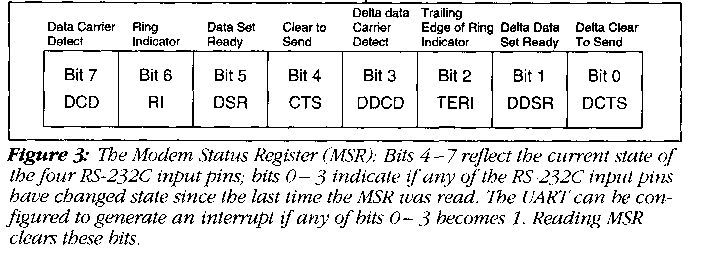 Data Carrier Detect
Ring Indicator
Data Set Ready
Clear to Send
Delta data Carrier Detect
Trailing Edge of Ring Indicator
Delta Data Set Ready
Delta Clear To Send
Bit 7 Bit 6 Bit 5 Bit 4 Bit 3 Bit 2 Bit 1 Bit 0
DCD RI DSR CTS DDCD TERI DDSR DCTS
Figure 3: The Modem Status Register (MSR): Bits 4–7 reflect the current state of
the four RS-232C input pins; bits 0–3 indicate if any of the RS-232C input pins
have changed state since the last time the MSR was read. The UART can be con-
figured to generate an interrupt if any of bits 0–3 becomes 1. Reading MSR
clears these bits.